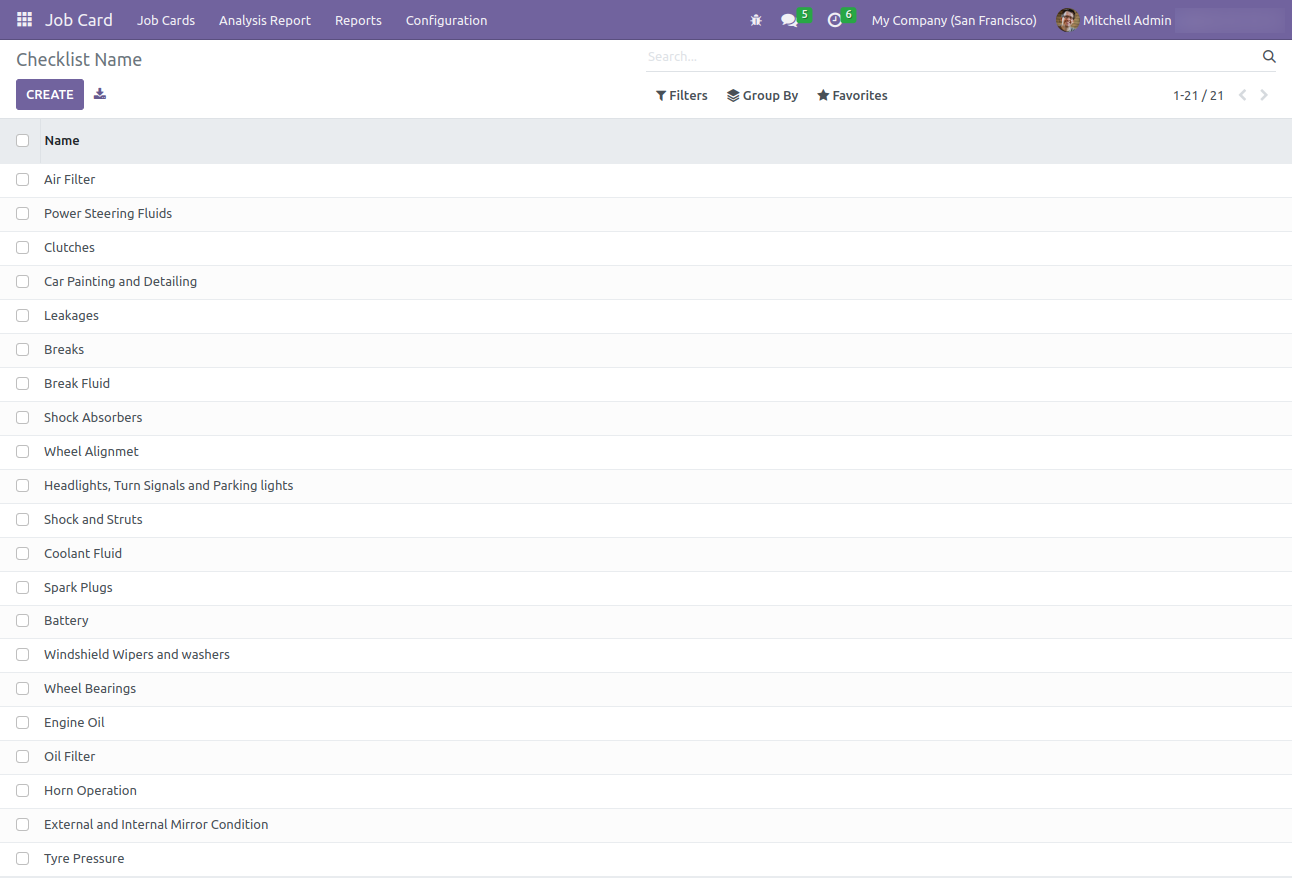 Job Card Job Cards Analysis Report Reports Configuration 5 6 My Company (San Francisco) Mitchell Admin
Checklist Name
Search...
CREATE
Filters Group By Favorites 1-21 / 21
Name
Air Filter
Power Steering Fluids
Clutches
Car Painting and Detailing
Leakages
Breaks
Break Fluid
Shock Absorbers
Wheel Alignmet
Headlights, Turn Signals and Parking lights
Shock and Struts
Coolant Fluid
Spark Plugs
Battery
Windshield Wipers and washers
Wheel Bearings
Engine Oil
Oil Filter
Horn Operation
External and Internal Mirror Condition
Tyre Pressure